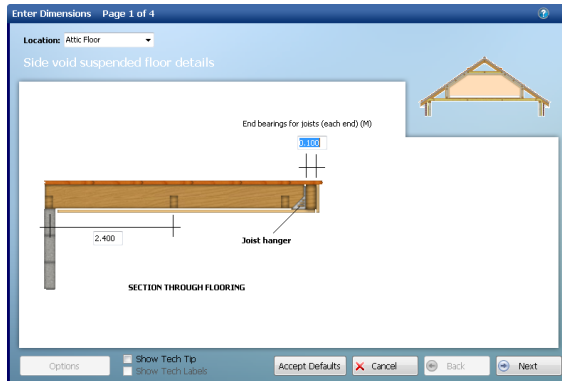 Enter Dimensions Page 1 of 4
?
Location: Attic Floor
Side void suspended floor details
End bearings for joists (each end) (M)
0.100
2.400
Joist hanger
SECTION THROUGH FLOORING
Options
Show Tech Tip
Show Tech Labels
Accept Defaults
Cancel
Back
Next